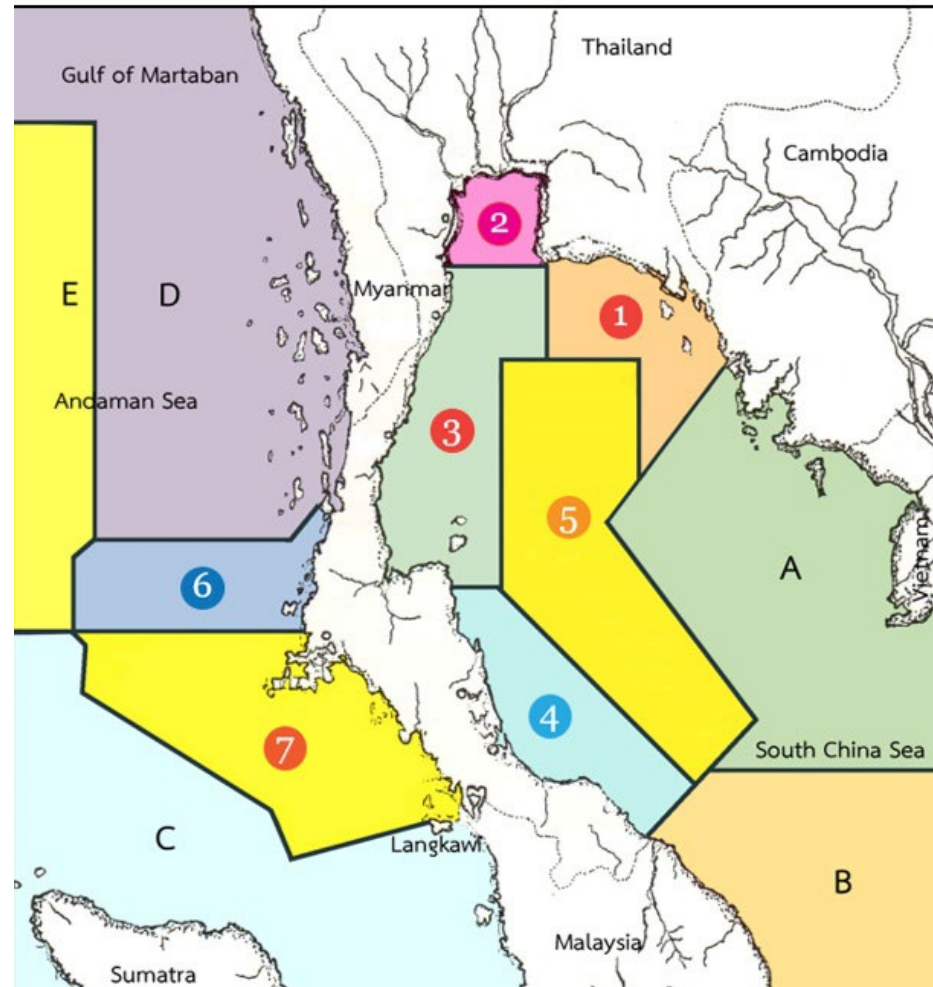 Thailand
Gulf of Martaban
Cambodia
2
E
D
Myanmar
1
Andaman Sea
3
5
Vietnam
A
6
4
7
South China Sea
C
Langkawi
B
Malaysia
Sumatra